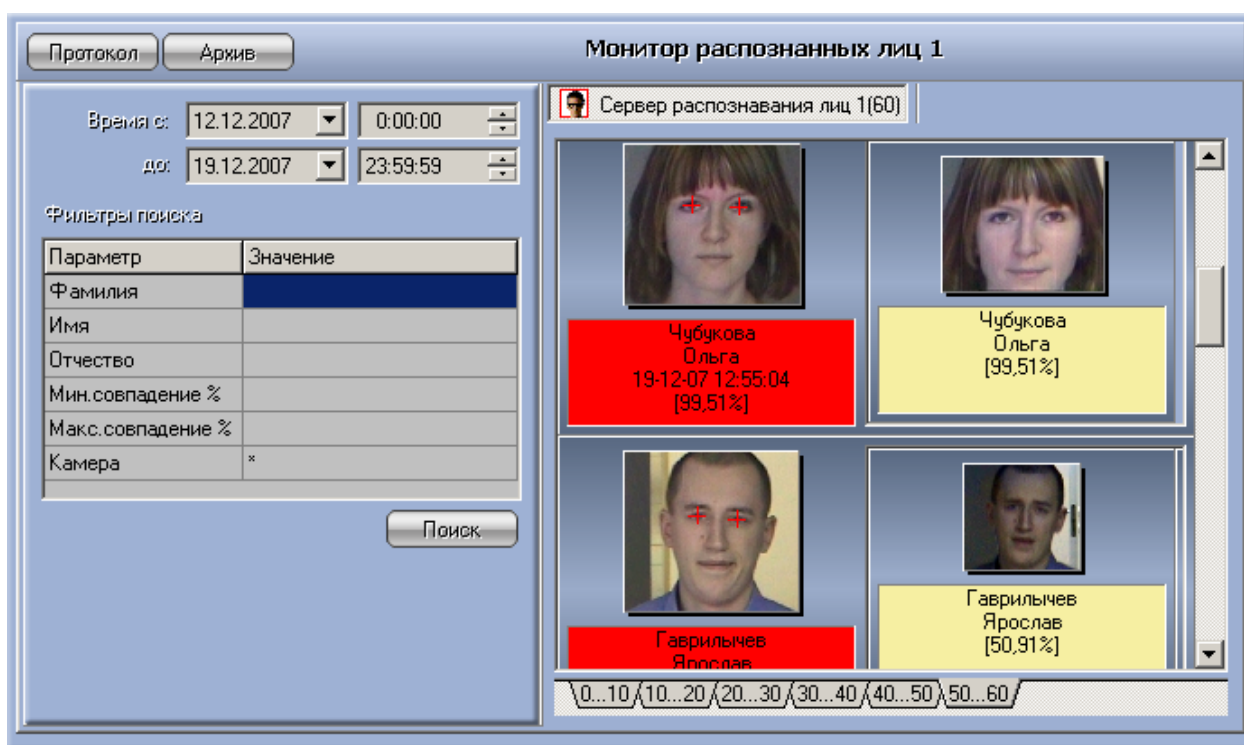 Протокол
Архив
Монитор распознанных лиц 1
Время с: 12.12.2007 0:00:00
до: 19.12.2007 23:59:59
Фильтры поиска
Параметр Значение
Фамилия
Имя
Отчество
Мин.совпадение %
Макс.совпадение %
Камера *
Поиск
Сервер распознавания лиц 1(60)
Чубукова
Ольга
19-12-07 12:55:04
[99,51%]
Чубукова
Ольга
[99,51%]
Гаврилычев
Ярослав
Гаврилычев
Ярослав
[50,91%]
0...10 10...20 20...30 30...40 40...50 50...60